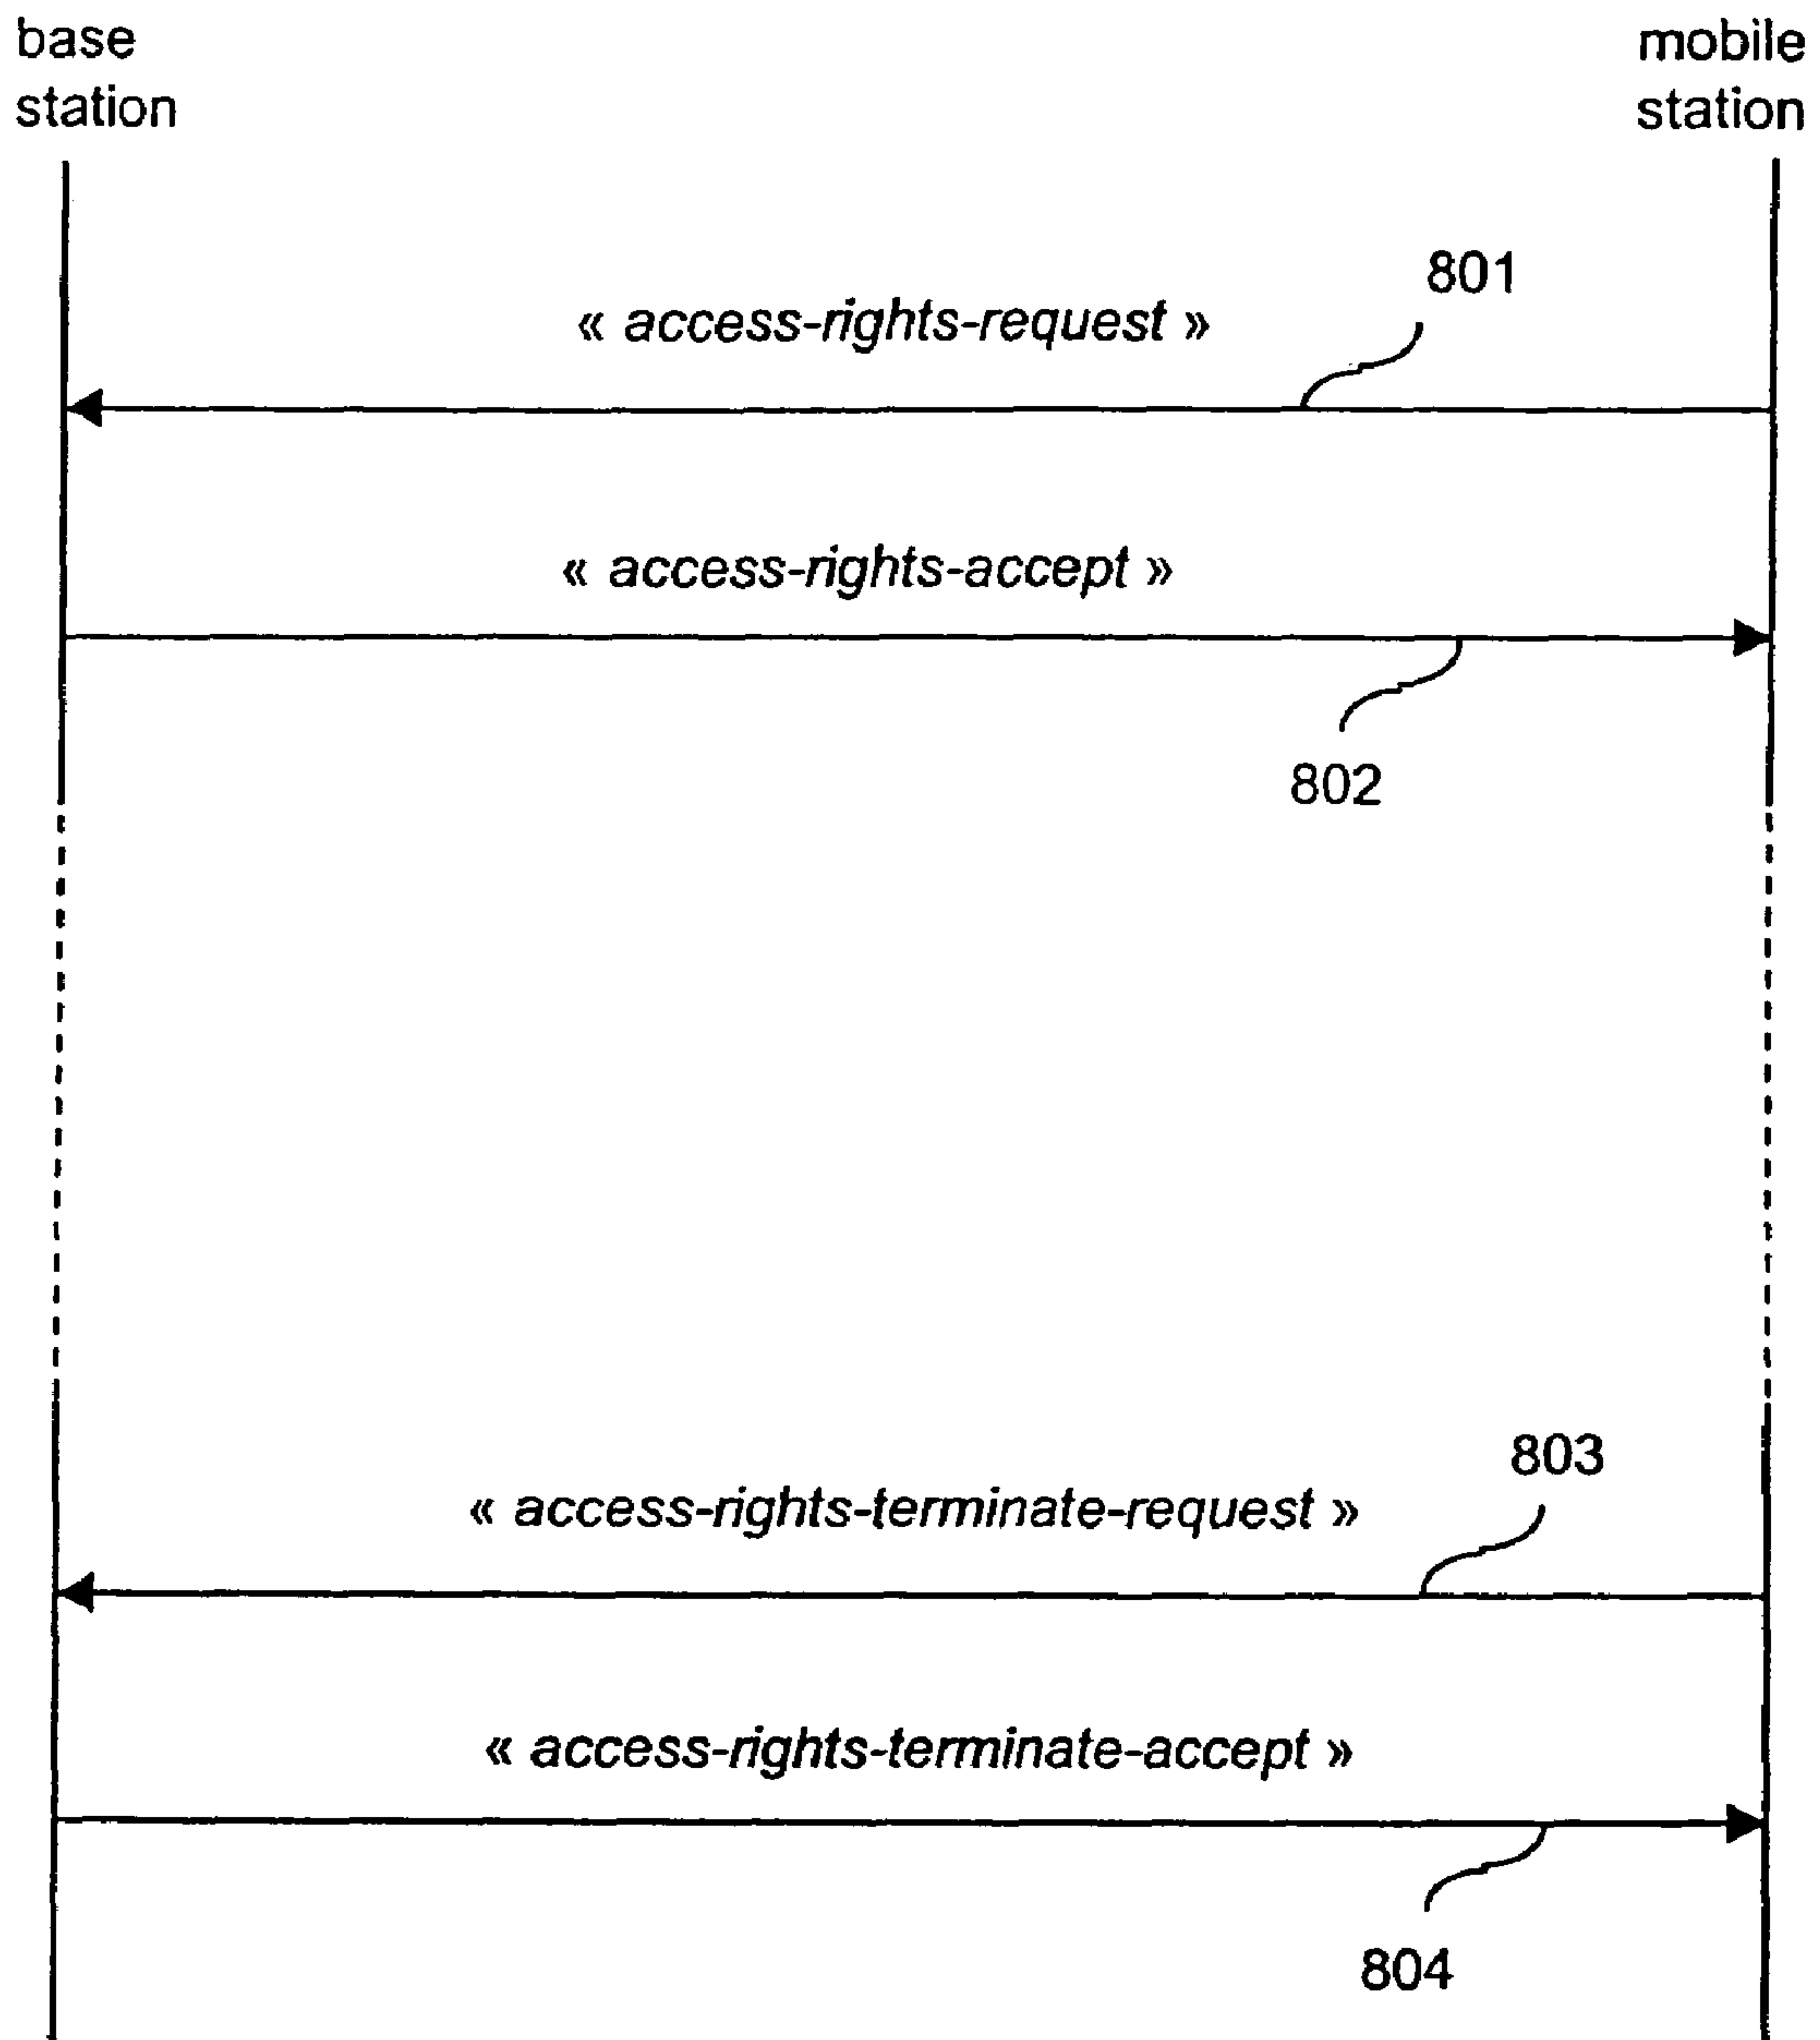 base
station
mobile
station
801
« access-rights-request »
« access-rights-accept »
802
803
« access-rights-terminate-request »
« access-rights-terminate-accept »
804